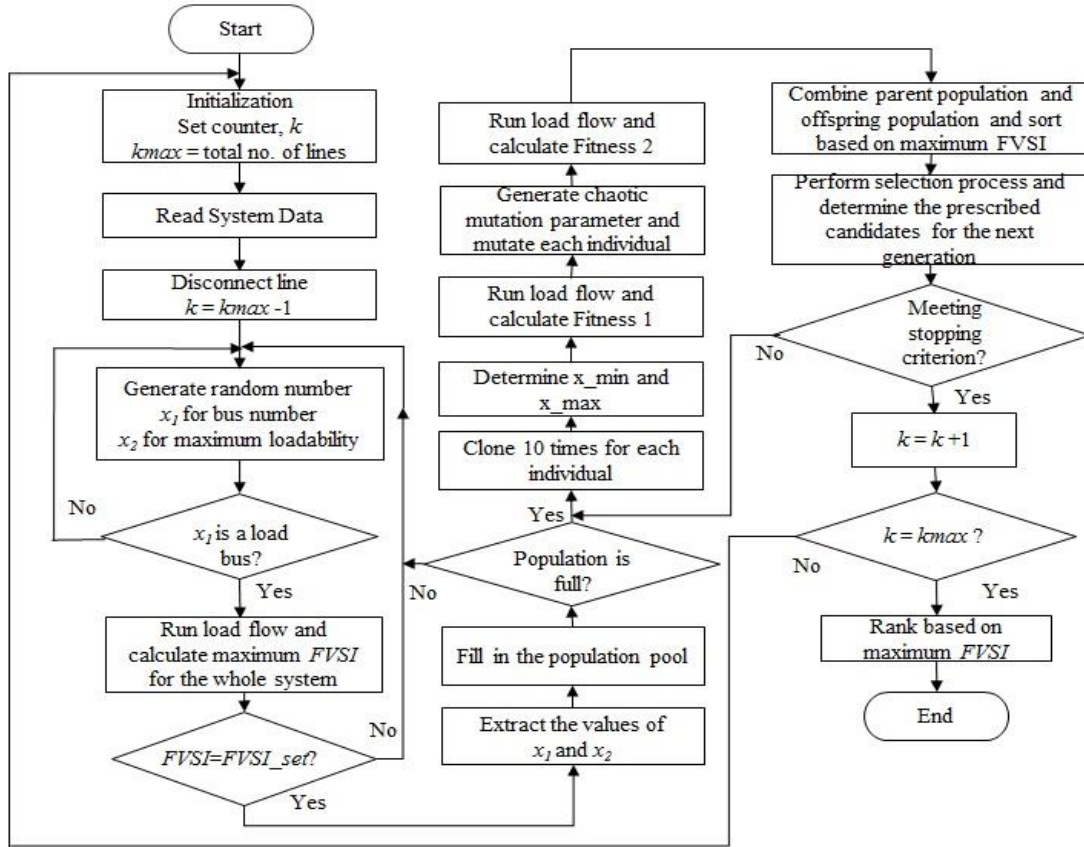 Start
Initialization
Set counter, k
kmax = total no. of lines
Read System Data
Disconnect line
k = kmax -1
Generate random number
x1 for bus number
x2 for maximum loadability
No
x1 is a load
bus?
Yes
Run load flow and
calculate maximum FVSI
for the whole system
No
FVSI=FVSI_set?
Yes
Extract the values of
x1 and x2
Fill in the population pool
Population is
full?
No
Yes
Clone 10 times for each
individual
Determine x_min and
x_max
Run load flow and
calculate Fitness 1
Generate chaotic
mutation parameter and
mutate each individual
Run load flow and
calculate Fitness 2
Combine parent population and
offspring population and sort
based on maximum FVSI
Perform selection process and
determine the prescribed
candidates for the next
generation
Meeting
stopping
criterion?
No
Yes
k = k +1
k = kmax ?
No
Yes
Rank based on
maximum FVSI
End